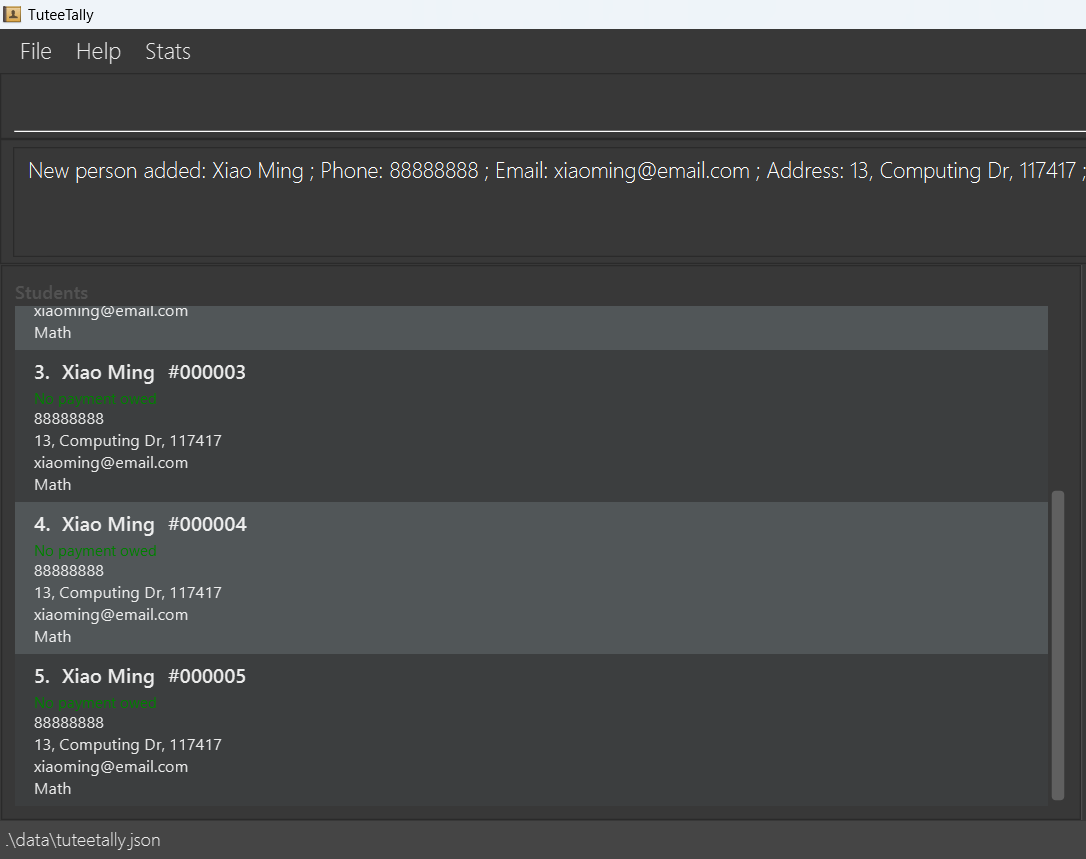 TuteeTally
File Help Stats
New person added: Xiao Ming ; Phone: 88888888 ; Email: xiaoming@email.com ; Address: 13, Computing Dr, 117417 ;
Students
xiaoming@email.com
Math
3. Xiao Ming #000003
No payment owed
88888888
13, Computing Dr, 117417
xiaoming@email.com
Math
4. Xiao Ming #000004
No payment owed
88888888
13, Computing Dr, 117417
xiaoming@email.com
Math
5. Xiao Ming #000005
No payment owed
88888888
13, Computing Dr, 117417
xiaoming@email.com
Math
.\data\tuteetally.json